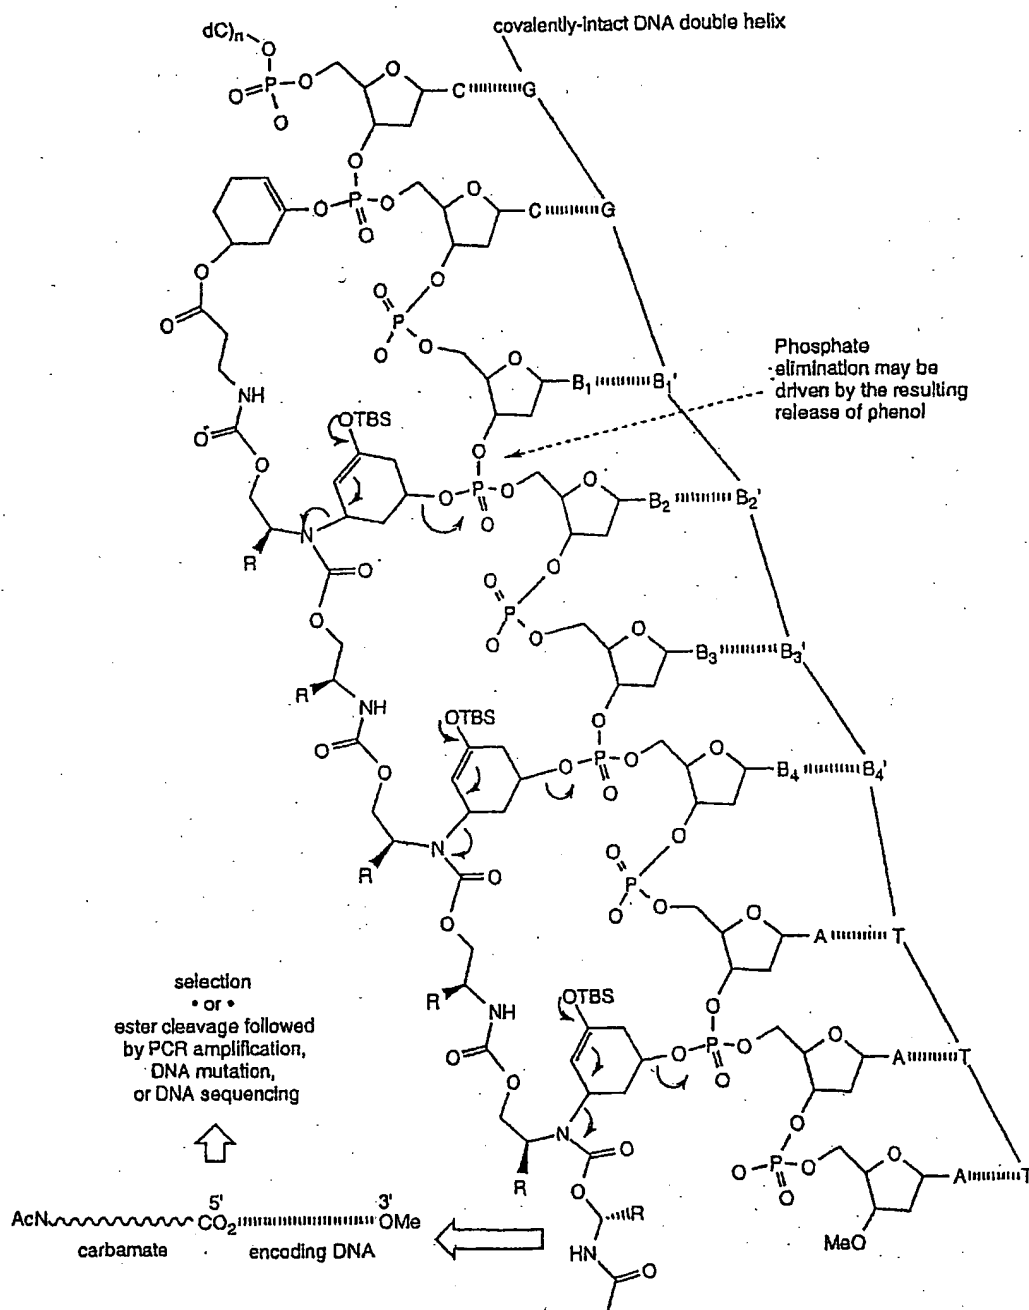 covalently-intact DNA double helix
dC)n
O
O
P
O
O
O
C
G
O
O
P
O
O
O
C
G
O
O
O
O
P
O
O
O
O
B1
B1'
Phosphate
elimination may be
driven by the resulting
release of phenol
NH
O
O
OTBS
O
O
P
O
O
O
B2
B2'
N
R
O
O
O
O
P
O
O
O
B3
B3'
R
NH
O
O
OTBS
O
O
P
O
O
O
B4
B4'
N
R
O
O
O
O
P
O
O
O
A
T
R
NH
O
O
OTBS
O
O
P
O
O
O
A
T
N
R
O
O
O
O
P
O
O
O
A
T
R
HN
O
MeO
selection
• or •
ester cleavage followed
by PCR amplification,
DNA mutation,
or DNA sequencing
5'
3'
AcN
CO2
OMe
carbamate
encoding DNA